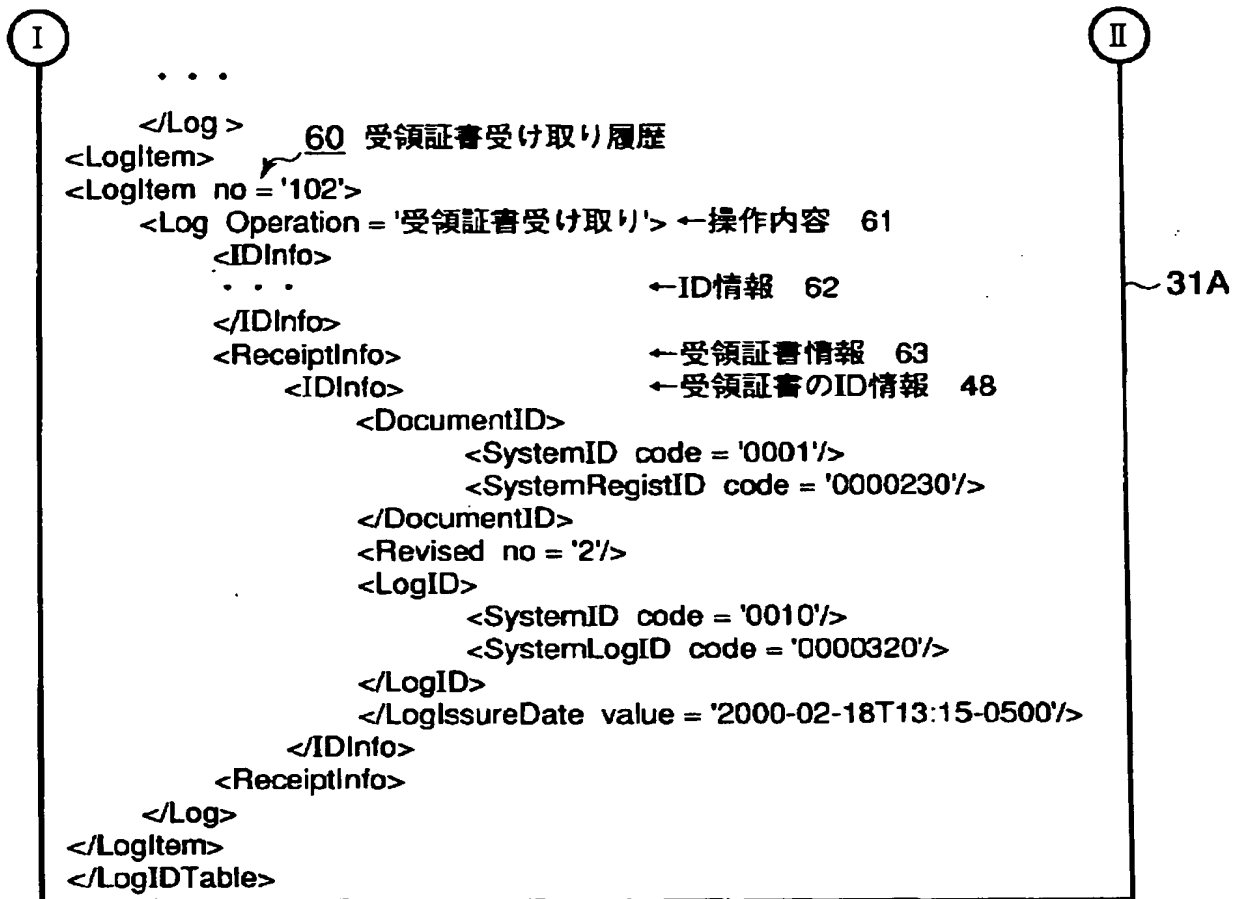 I
II
・・・
</Log >
60 受領証書受け取り履歴
<LogItem>
<LogItem no = '102'>
<Log Operation = '受領証書受け取り'> ←操作内容 61
<IDInfo>
・・・ ←ID情報 62
31A
</IDInfo>
<ReceiptInfo> ←受領証書情報 63
<IDInfo> ←受領証書のID情報 48
<DocumentID>
<SystemID code = '0001'/>
<SystemRegistID code = '0000230'/>
</DocumentID>
<Revised no = '2'/>
<LogID>
<SystemID code = '0010'/>
<SystemLogID code = '0000320'/>
</LogID>
</LogIssureDate value = '2000-02-18T13:15-0500'/>
</IDInfo>
<ReceiptInfo>
</Log>
</LogItem>
</LogIDTable>